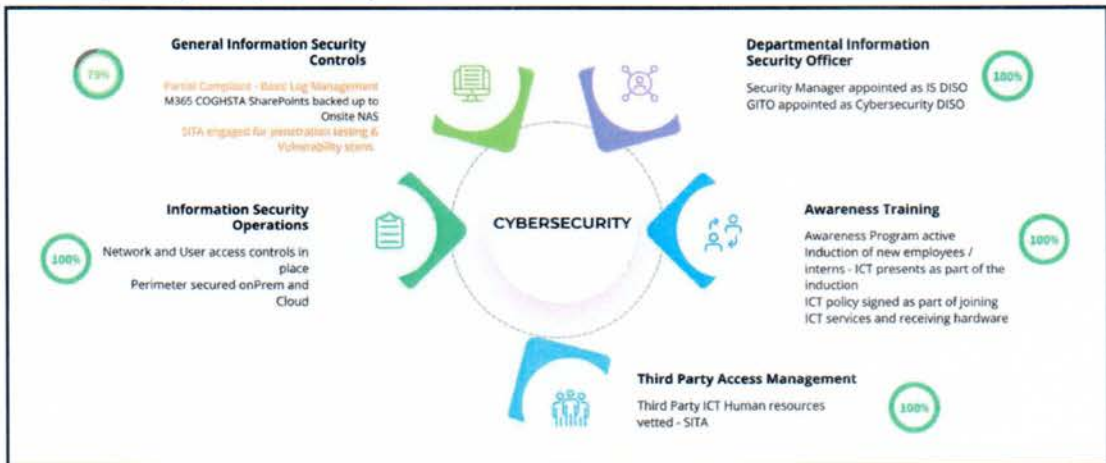 General Information Security
Controls
75%
Partial Compliant - Basic Log Management
M365 COGHSTA SharePoints backed up to
Onsite NAS
SITA engaged for penetration testing &
Vulnerability scans
Departmental Information
Security Officer
100%
Security Manager appointed as IS DISO
GITO appointed as Cybersecurity DISO
CYBERSECURITY
Information Security
Operations
100%
Network and User access controls in
place
Perimeter secured onPrem and
Cloud
Awareness Training
100%
Awareness Program active
Induction of new employees /
interns - ICT presents as part of the
induction
ICT policy signed as part of joining
ICT services and receiving hardware
Third Party Access Management
100%
Third Party ICT Human resources
vetted - SITA